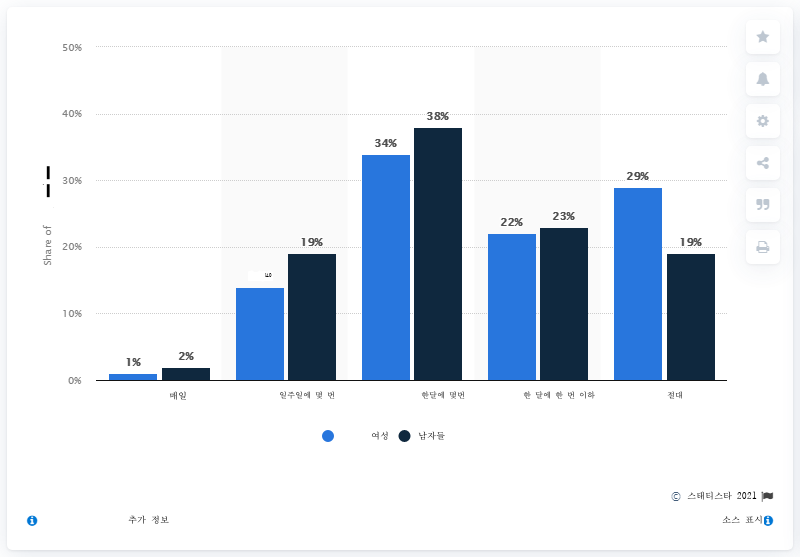 50%
40%
38%
34%
30%
29%
22%
23%
20%
19%
19%
Share of
10%
1%
2%
0%
매일
일주일에 몇 번
한달에 몇번
한 달에 한 번 이하
절대
여성
남자들
© 스태티스타 2021
추가 정보
소스 표시